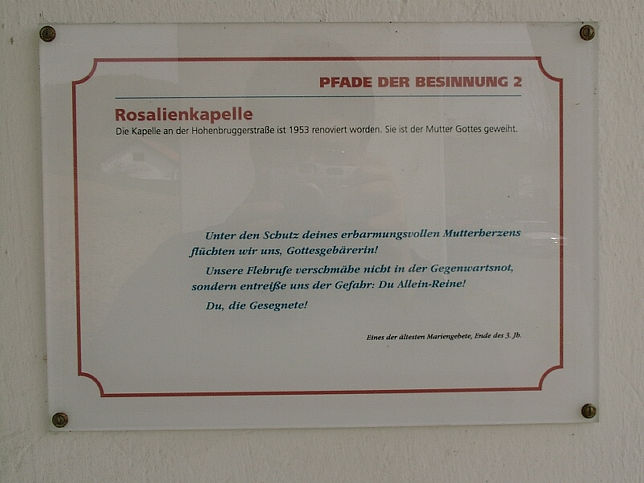 PFADE DER BESINNUNG 2
Rosalienkapelle
Die Kapelle an der Hohenbruggerstraße ist 1953 renoviert worden. Sie ist der Mutter Gottes geweiht.
Unter den Schutz deines erbarmungsvollen Mutterherzens
flüchten wir uns, Gottesgebärerin!
Unsere Flehrufe verschmähe nicht in der Gegenwartsnot,
sondern entreiße uns der Gefahr: Du Allein-Reine!
Du, die Gesegnete!
Eines der ältesten Mariengebete, Ende des 3. Jh.